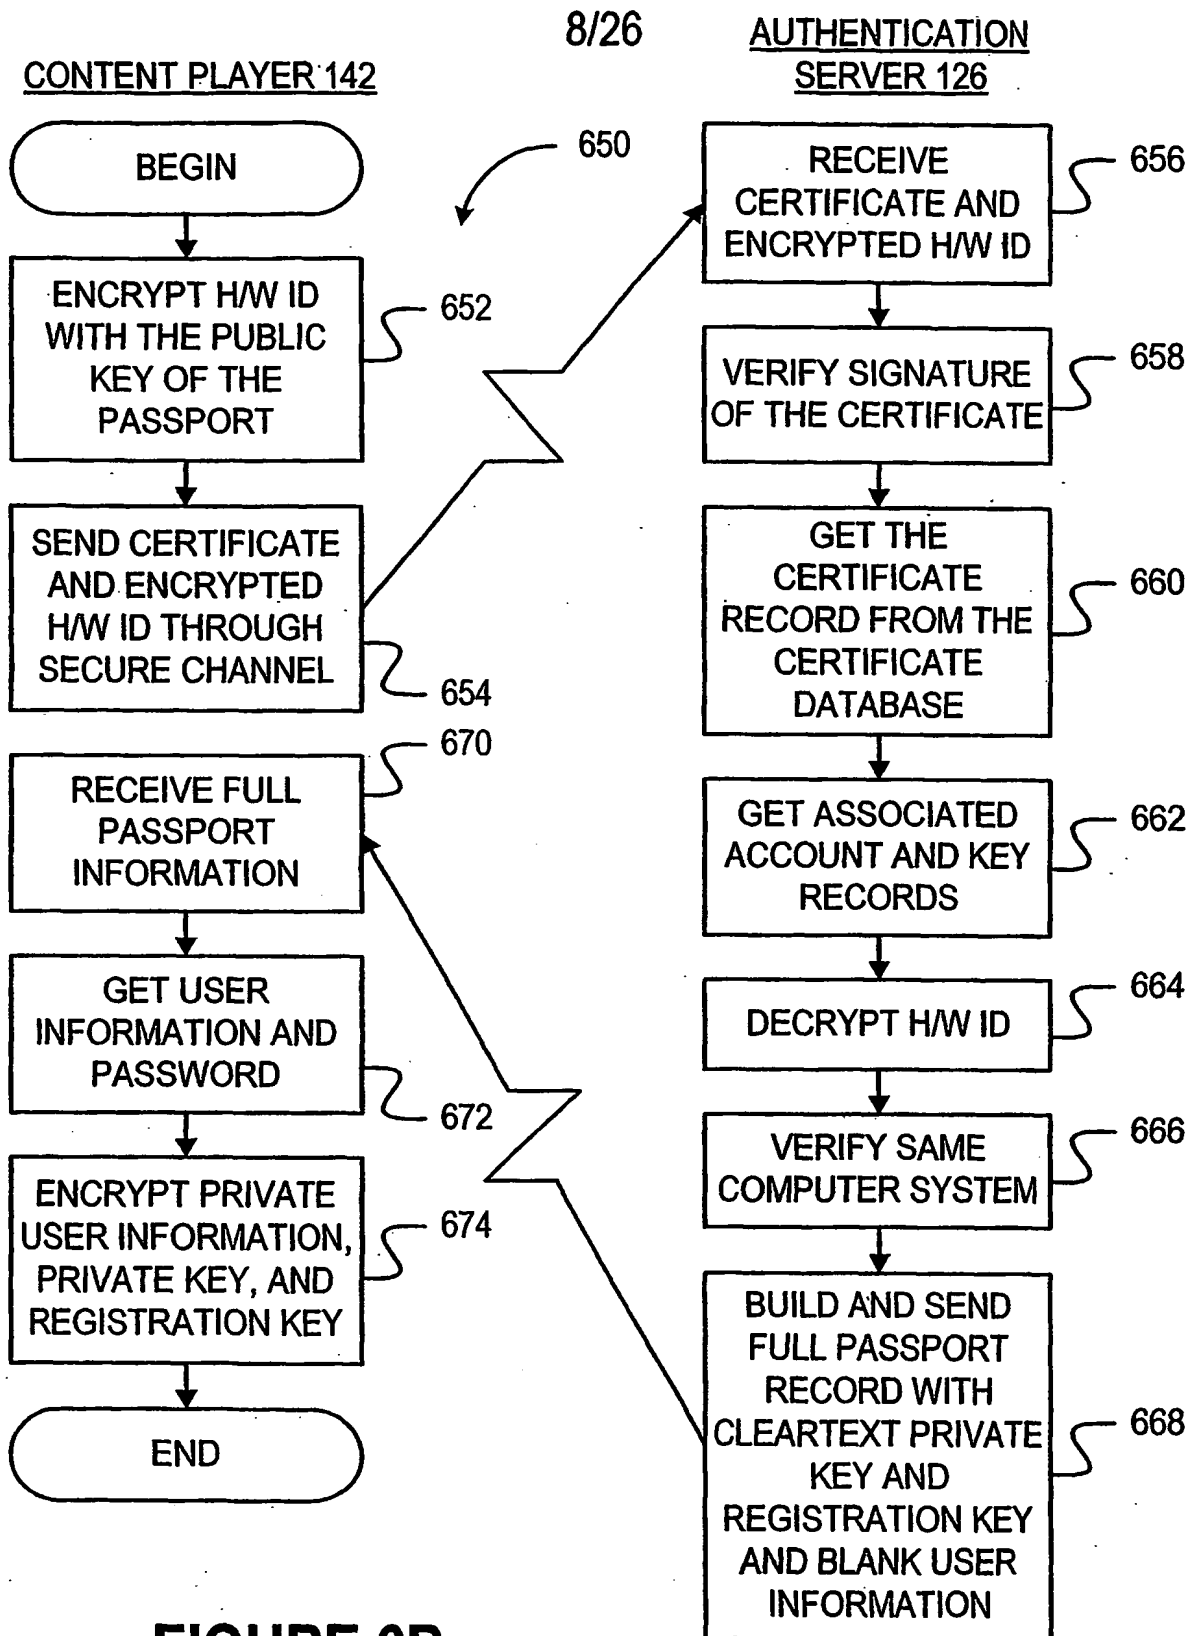 8/26
CONTENT PLAYER 142
AUTHENTICATION
SERVER 126
BEGIN
650
ENCRYPT H/W ID
WITH THE PUBLIC
KEY OF THE
PASSPORT
652
SEND CERTIFICATE
AND ENCRYPTED
H/W ID THROUGH
SECURE CHANNEL
654
670
RECEIVE FULL
PASSPORT
INFORMATION
GET USER
INFORMATION AND
PASSWORD
672
ENCRYPT PRIVATE
USER INFORMATION,
PRIVATE KEY, AND
REGISTRATION KEY
674
END
RECEIVE
CERTIFICATE AND
ENCRYPTED H/W ID
656
VERIFY SIGNATURE
OF THE CERTIFICATE
658
GET THE
CERTIFICATE
RECORD FROM THE
CERTIFICATE
DATABASE
660
GET ASSOCIATED
ACCOUNT AND KEY
RECORDS
662
DECRYPT H/W ID
664
VERIFY SAME
COMPUTER SYSTEM
666
BUILD AND SEND
FULL PASSPORT
RECORD WITH
CLEARTEXT PRIVATE
KEY AND
REGISTRATION KEY
AND BLANK USER
INFORMATION
668
FIGURE